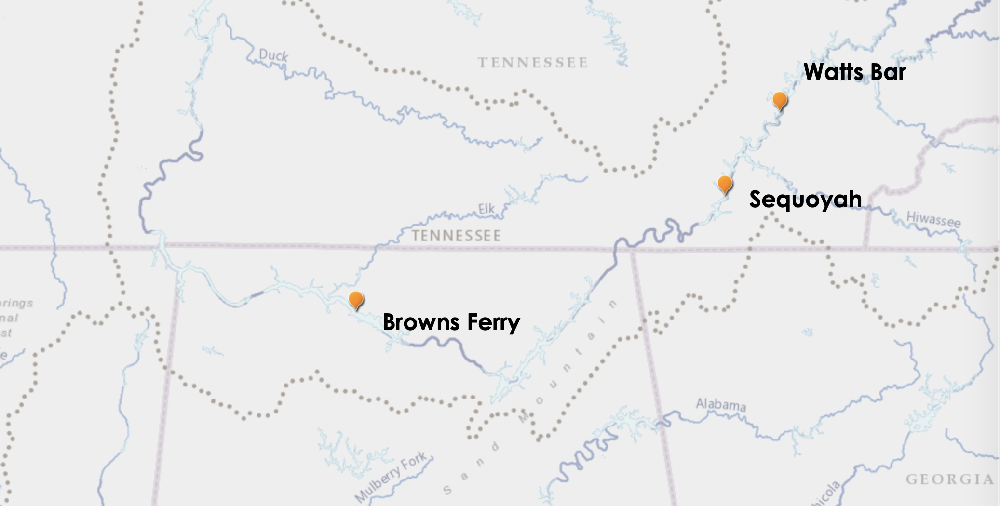 Duck
TENNESSEE
Watts Bar
Sequoyah
Elk
TENNESSEE
Hiwassee
Browns Ferry
Mountain
Sand
Alabama
Mulberry Fork
GEORGIA